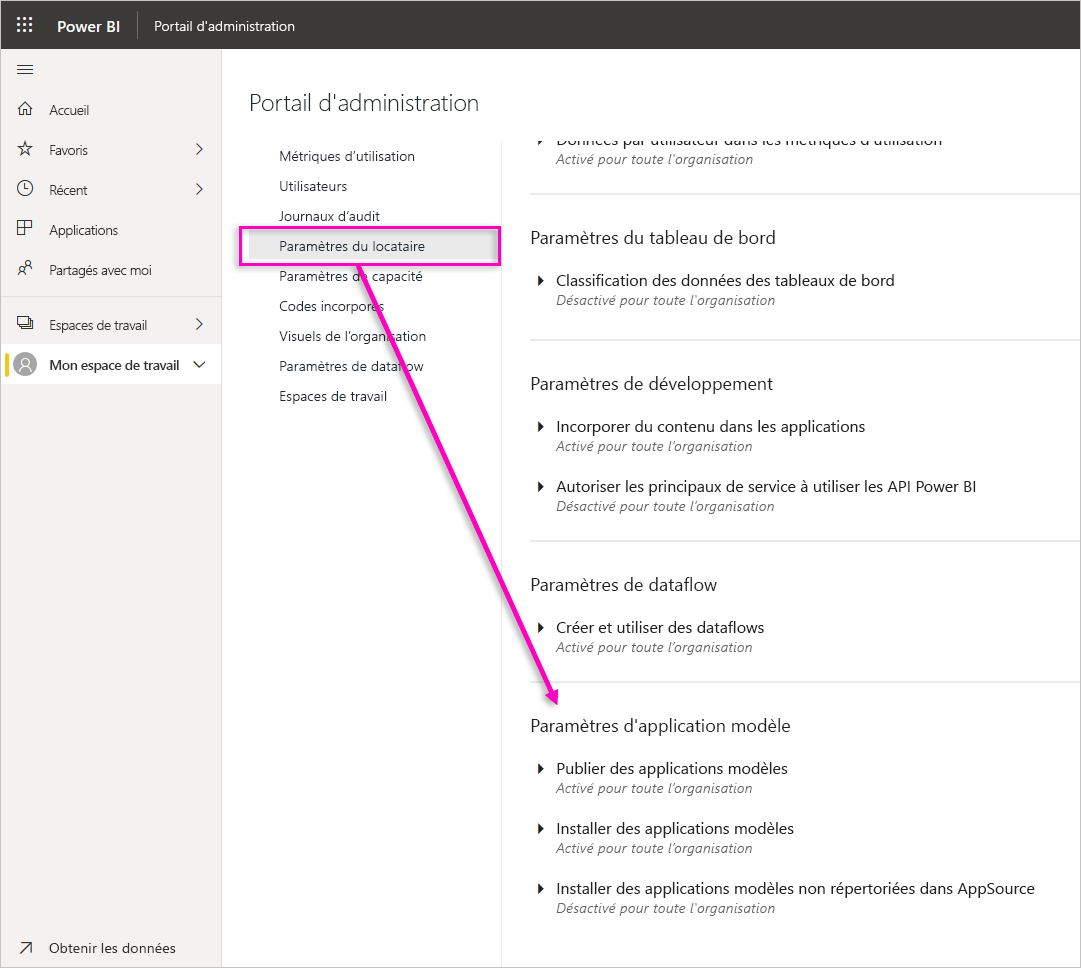 Power BI
Portail d'administration
Accueil
Favoris
Récent
Applications
Partagés avec moi
Espaces de travail
Mon espace de travail
Obtenir les données
Portail d'administration
Métriques d’utilisation
Utilisateurs
Journaux d’audit
Paramètres du locataire
Paramètres de capacité
Codes incorporés
Visuels de l’organisation
Paramètres de dataflow
Espaces de travail
Données par utilisateur dans les métriques d'utilisation
Activé pour toute l'organisation
Paramètres du tableau de bord
Classification des données des tableaux de bord
Désactivé pour toute l'organisation
Paramètres de développement
Incorporer du contenu dans les applications
Activé pour toute l'organisation
Autoriser les principaux de service à utiliser les API Power BI
Désactivé pour toute l'organisation
Paramètres de dataflow
Créer et utiliser des dataflows
Activé pour toute l'organisation
Paramètres d'application modèle
Publier des applications modèles
Activé pour toute l'organisation
Installer des applications modèles
Activé pour toute l'organisation
Installer des applications modèles non répertoriées dans AppSource
Désactivé pour toute l'organisation